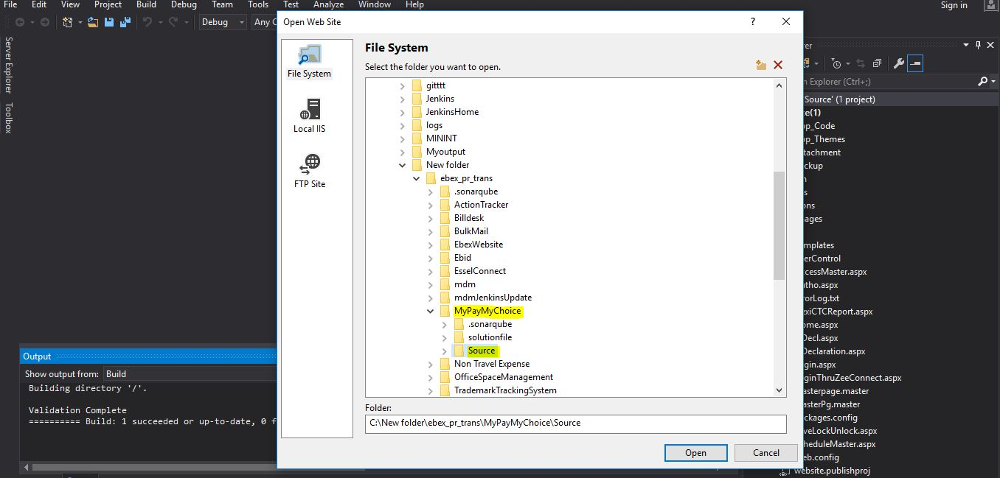 File Edit View Project Build Debug Team Tools Test Analyze Window Help Sign in
Debug Any C
Server Explorer
Toolbox
Open Web Site
?
File System
Local IIS
FTP Site
File System
Select the folder you want to open.
gitttt
Jenkins
JenkinsHome
logs
MININT
Myoutput
New folder
ebex_pr_trans
.sonarqube
ActionTracker
Billdesk
BulkMail
EbexWebsite
Ebid
EsselConnect
mdm
mdmJenkinsUpdate
MyPayMyChoice
.sonarqube
solutionfile
Source
Non Travel Expense
OfficeSpaceManagement
TrademarkTrackingSystem
Folder:
C:\New folder\ebex_pr_trans\MyPayMyChoice\Source
Open Cancel
rer
Explorer (Ctrl+;)
Source' (1 project)
ce(1)
pp_Code
pp_Themes
ttachment
ckup
n
s
ons
ages
mplates
erControl
ccessMaster.aspx
utho.aspx
rorLog.txt
exiCTCReport.aspx
ome.aspx
Decl.aspx
Declaration.aspx
gin.aspx
ginThruZeeConnect.aspx
asterpage.master
asterPg.master
ckages.config
veLockUnlock.aspx
heduleMaster.aspx
eb.config
website.publishproj
Output
Show output from: Build
Building directory '/'.
Validation Complete
========== Build: 1 succeeded or up-to-date, 0 f